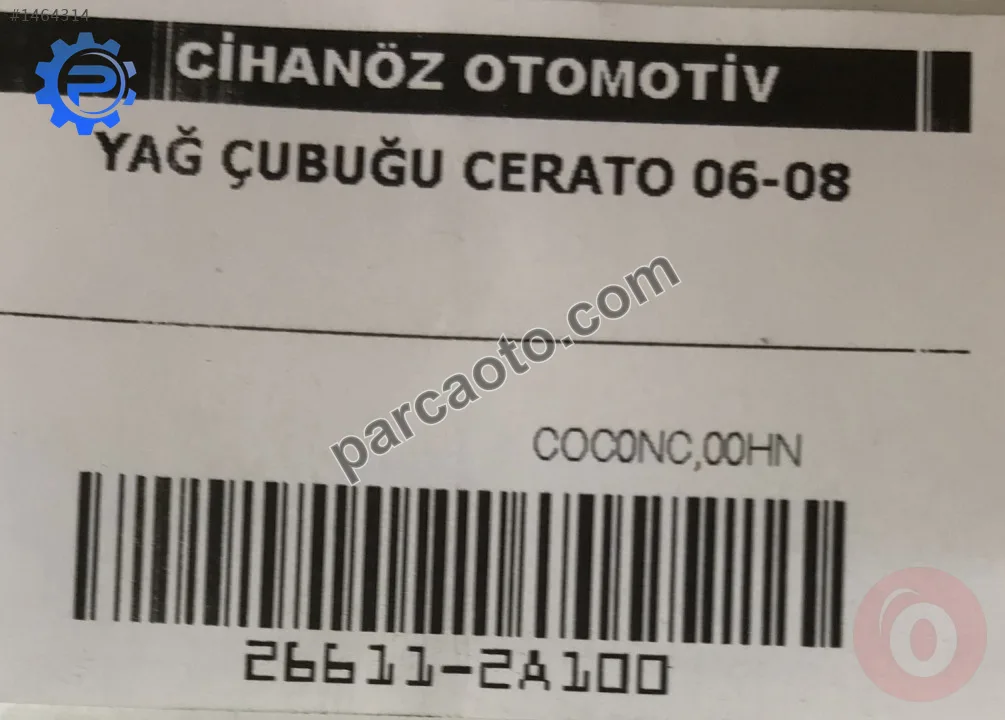 #1464314
CİHANÖZ OTOMOTİV
YAĞ ÇUBUĞU CERATO 06-08
parcaoto.com
COC0NC,00HN
26611-2A100